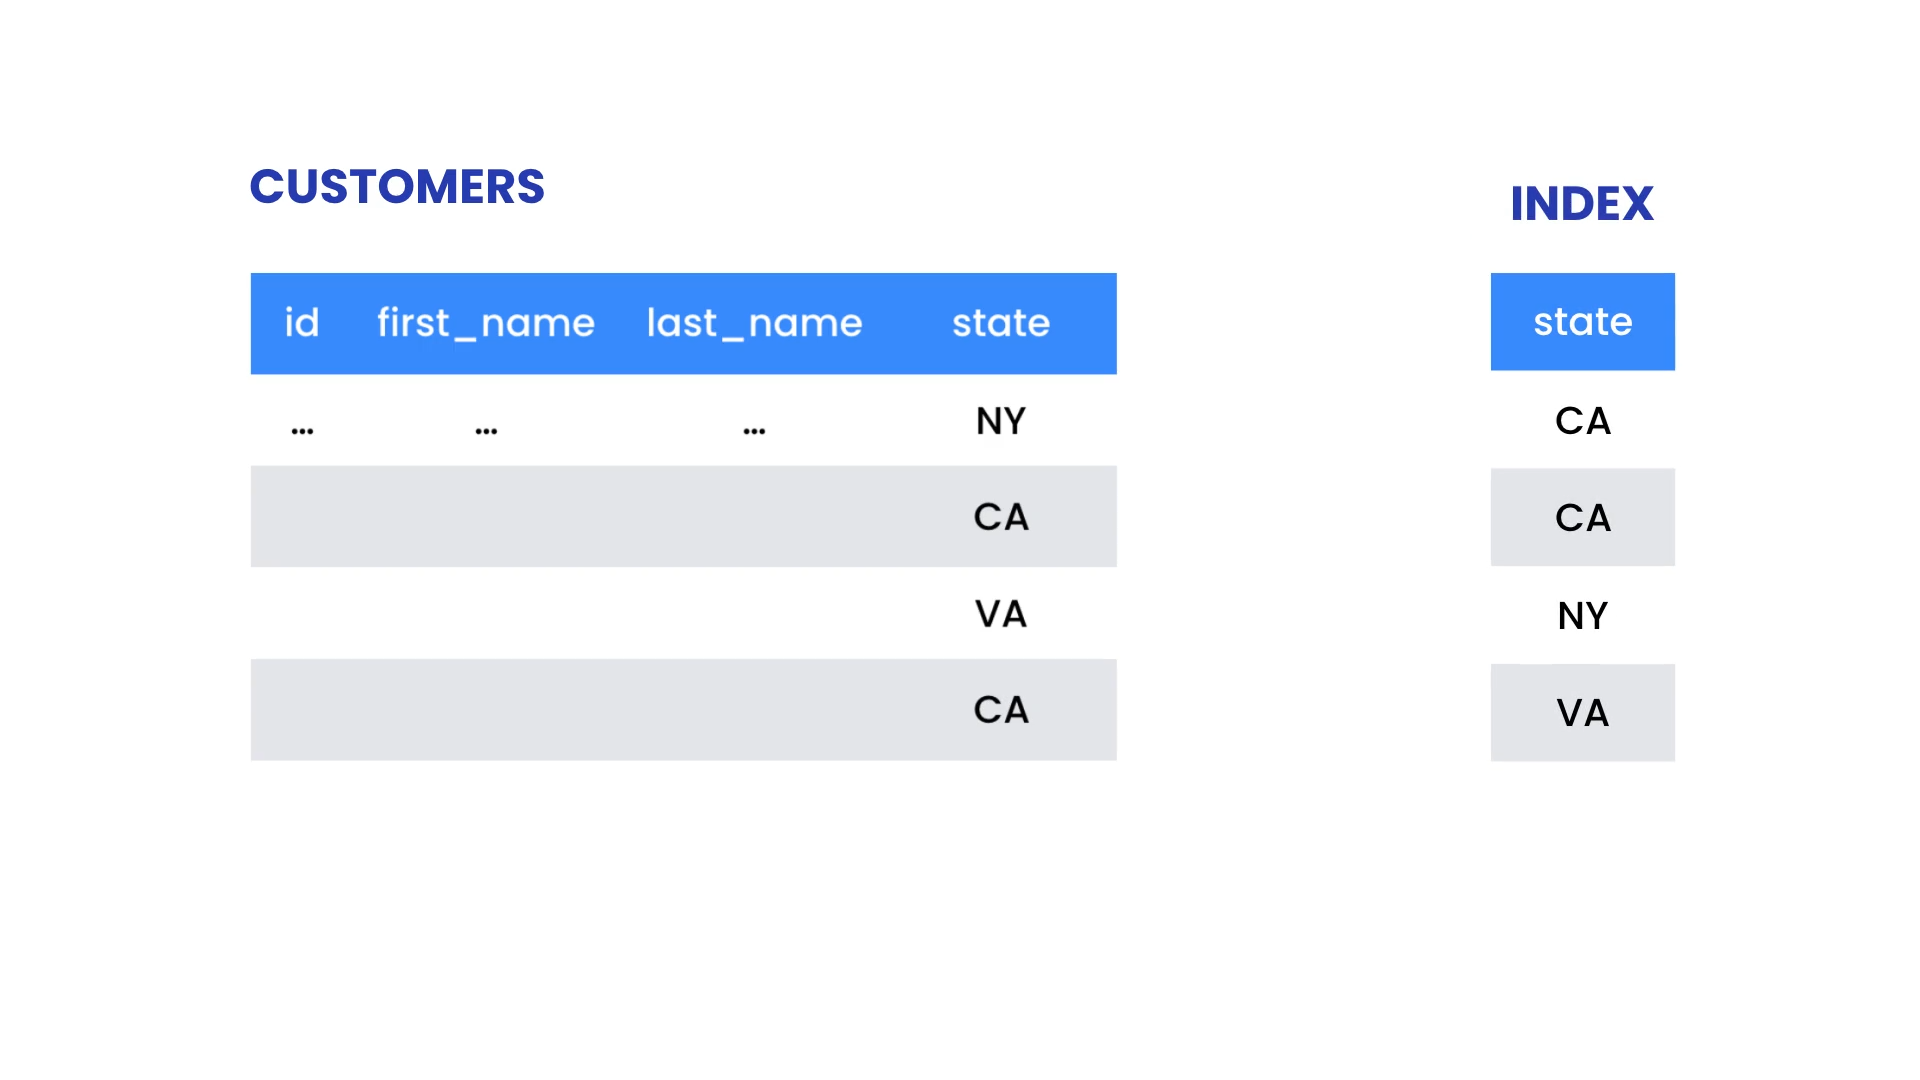 CUSTOMERS
id first_name last_name state
... ... ... NY
CA
VA
CA
INDEX
state
CA
CA
NY
VA